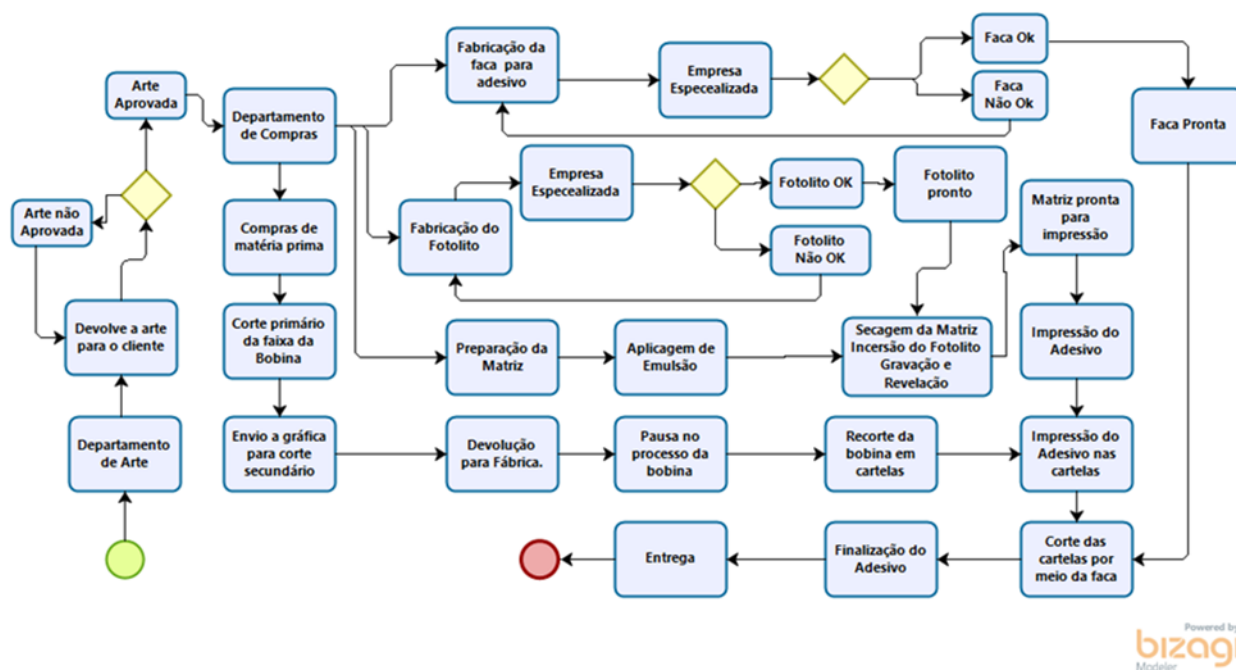 Arte
Aprovada
Arte não
Aprovada
Devolve a arte
para o cliente
Departamento
de Arte
Departamento
de Compras
Compras de
matéria prima
Corte primário
da faixa da
Bobina
Envio a gráfica
para corte
secundário
Fabricação da
faca para
adesivo
Empresa
Especealizada
Faca Ok
Faca
Não Ok
Faca Pronta
Fabricação do
Fotolito
Empresa
Especealizada
Fotolito OK
Fotolito
Não OK
Fotolito
pronto
Preparação da
Matriz
Aplicagem de
Emulsão
Secagem da Matriz
Incersão do Fotolito
Gravação e
Revelação
Matriz pronta
para
impressão
Impressão do
Adesivo
Devolução
para Fábrica.
Pausa no
processo da
bobina
Recorte da
bobina em
cartelas
Impressão do
Adesivo nas
cartelas
Corte das
cartelas por
meio da faca
Finalização do
Adesivo
Entrega
Powered by
bizagi
Modeler